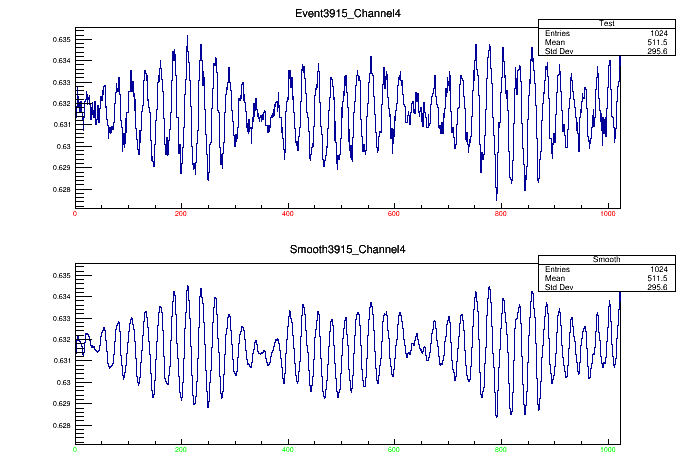 Event3915_Channel4
Test
Entries 1024
Mean 511.5
Std Dev 295.6
0.635
0.634
0.633
0.632
0.631
0.63
0.629
0.628
0 200 400 600 800 1000
Smooth3915_Channel4
Smooth
Entries 1024
Mean 511.5
Std Dev 295.6
0.635
0.634
0.633
0.632
0.631
0.63
0.629
0.628
0 200 400 600 800 1000